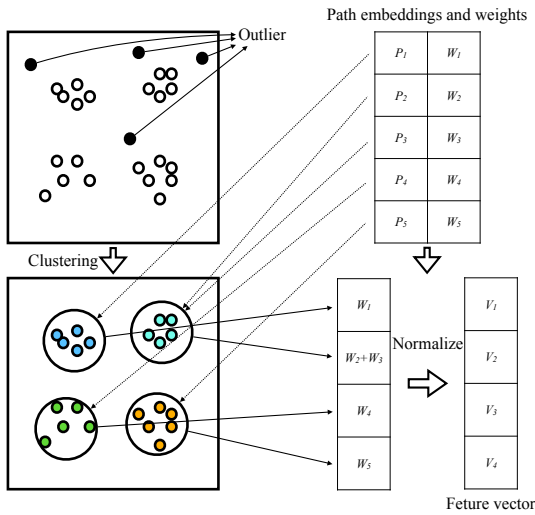 Path embeddings and weights
Outlier
P1 W1
P2 W2
P3 W3
P4 W4
P5 W5
Clustering
W1
W2+W3
W4
W5
Normalize
V1
V2
V3
V4
Feture vector